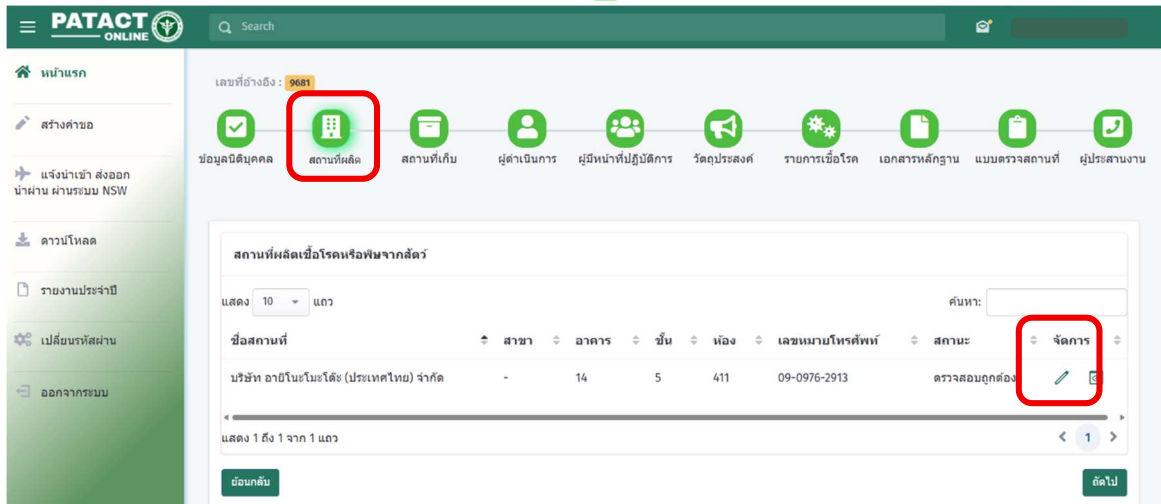 PATACT
ONLINE
Search
หน้าแรก
สร้างคำขอ
แจ้งนำเข้า ส่งออก
นำผ่าน ผ่านระบบ NSW
ดาวน์โหลด
รายงานประจำปี
เปลี่ยนรหัสผ่าน
ออกจากระบบ
เลขที่อ้างอิง : 9681
ข้อมูลนิติบุคคล สถานที่ผลิต สถานที่เก็บ ผู้ดำเนินการ ผู้มีหน้าที่ปฏิบัติการ วัตถุประสงค์ รายการเชื้อโรค เอกสารหลักฐาน แบบตรวจสถานที่ ผู้ประสานงาน
สถานที่ผลิตเชื้อโรคหรือพิษจากสัตว์
แสดง 10 แถว ค้นหา:
ชื่อสถานที่ สาขา อาคาร ชั้น ห้อง เลขหมายโทรศัพท์ สถานะ จัดการ
บริษัท อายิโนะโมะโต๊ะ (ประเทศไทย) จำกัด - 14 5 411 09-0976-2913 ตรวจสอบถูกต้อง
แสดง 1 ถึง 1 จาก 1 แถว 1
ย้อนกลับ ถัดไป